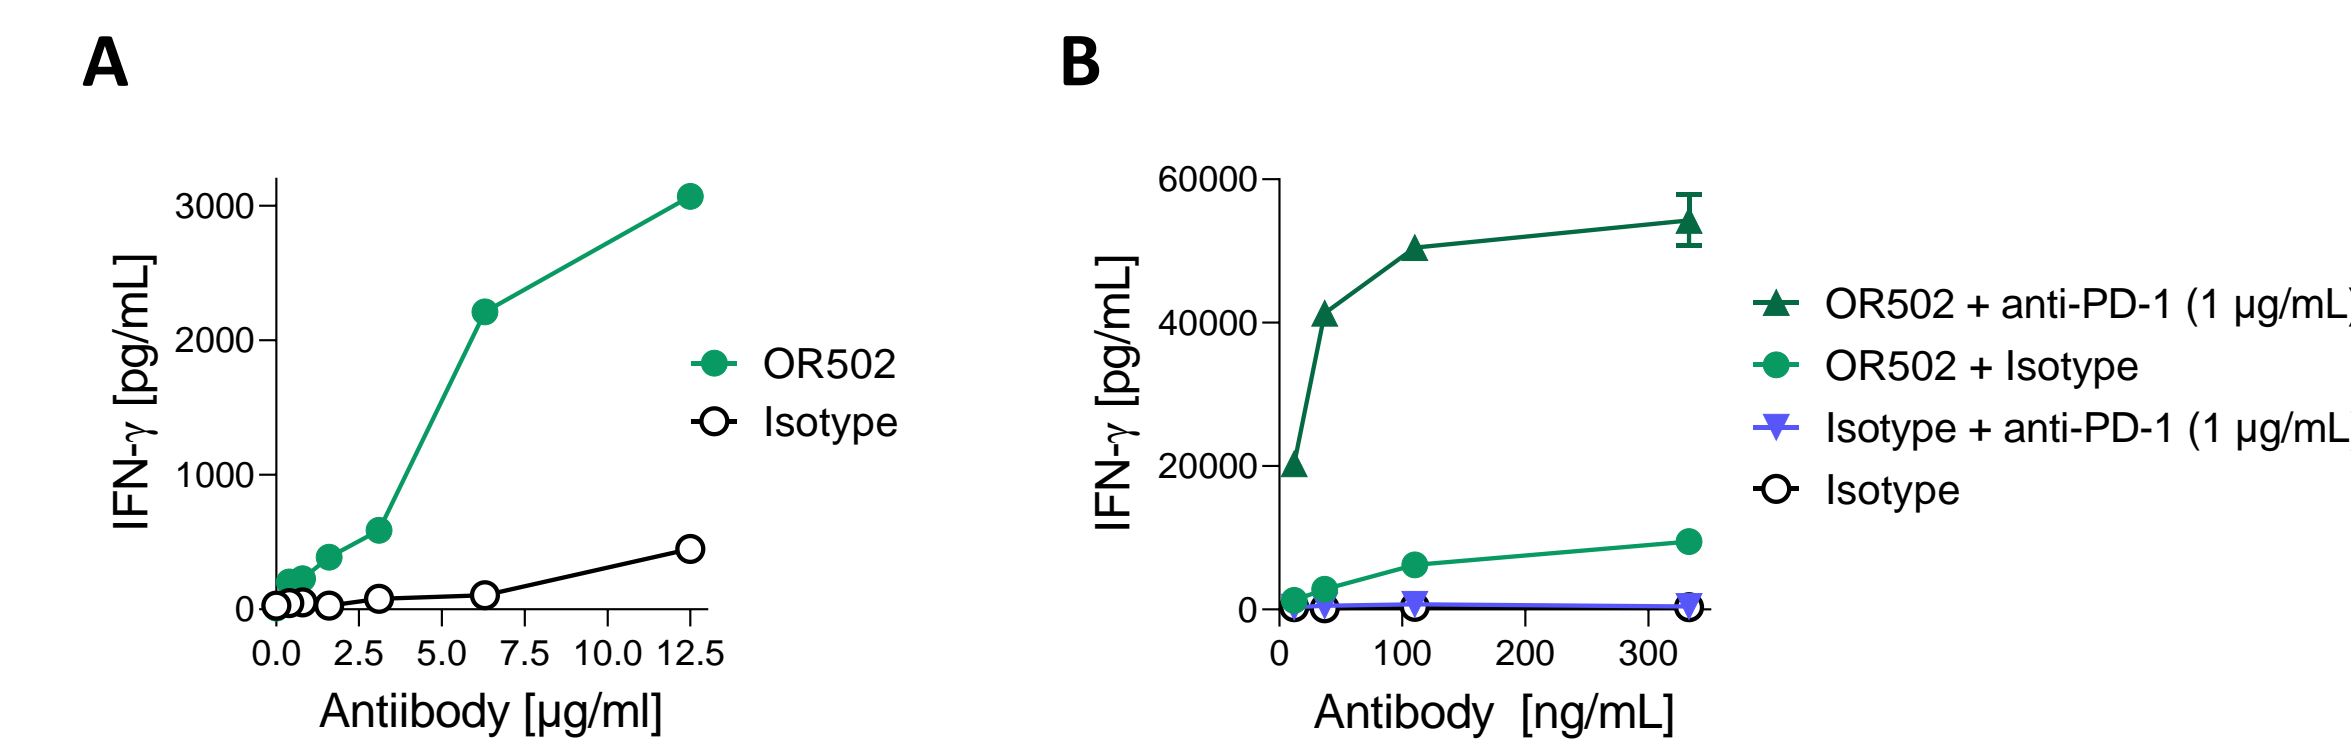 A
B
IFN-γ [pg/mL]
3000
2000
1000
0
0.0 2.5 5.0 7.5 10.0 12.5
Antiibody [µg/ml]
OR502
Isotype
IFN-γ [pg/mL]
60000
40000
20000
0
0 100 200 300
Antibody [ng/mL]
OR502 + anti-PD-1 (1 µg/mL)
OR502 + Isotype
Isotype + anti-PD-1 (1 µg/mL
Isotype